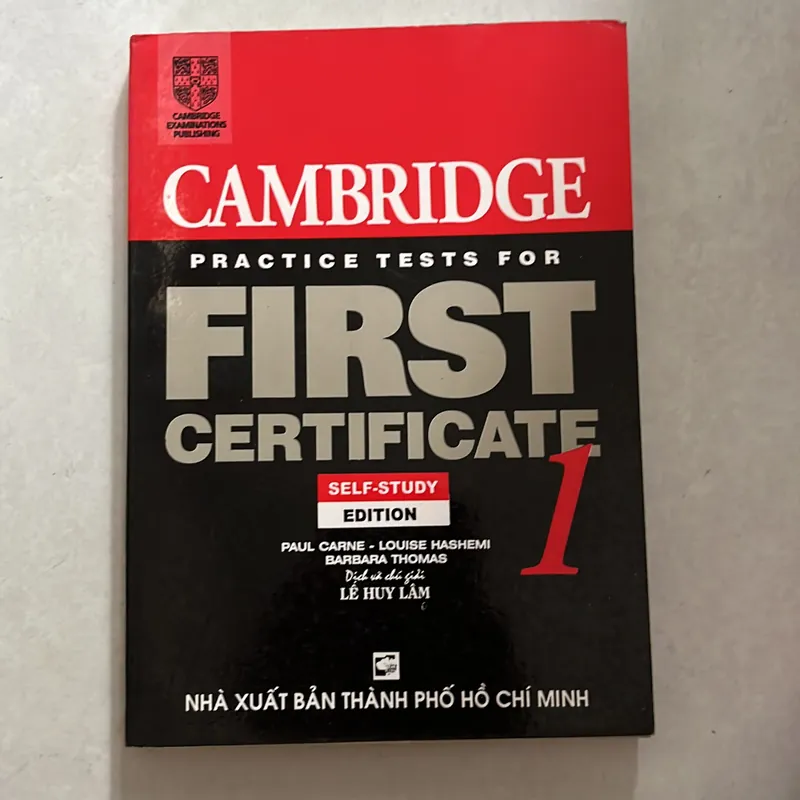 CAMBRIDGE
EXAMINATIONS
PUBLISHING
CAMBRIDGE
PRACTICE TESTS FOR
FIRST
CERTIFICATE
1
SELF-STUDY
EDITION
PAUL CARNE - LOUISE HASHEMI
BARBARA THOMAS
Dịch và chú giải
LÊ HUY LÂM
NHÀ XUẤT BẢN THÀNH PHỐ HỒ CHÍ MINH